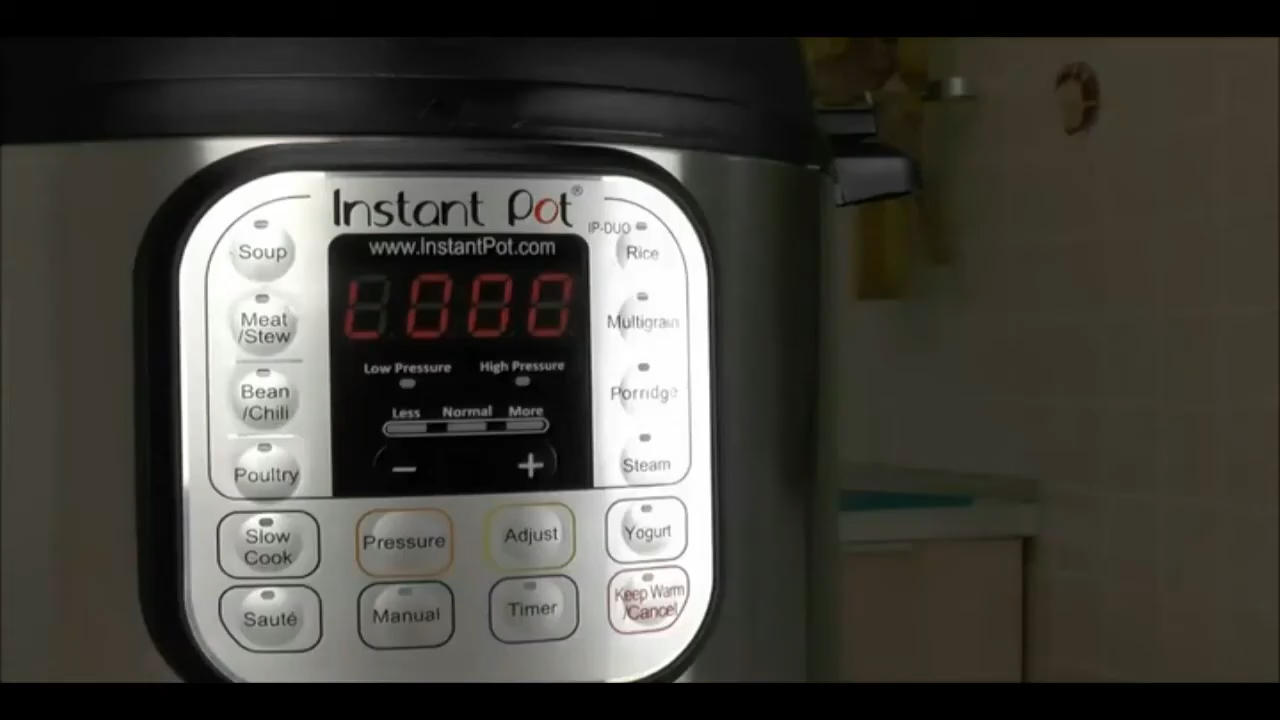 Instant Pot®
IP-DUO
www.InstantPot.com
L000
Low Pressure
High Pressure
Less
Normal
More
−
+
Soup
Meat
/Stew
Bean
/Chili
Poultry
Rice
Multigrain
Porridge
Steam
Slow
Cook
Pressure
Adjust
Yogurt
Sauté
Manual
Timer
Keep Warm
/Cancel